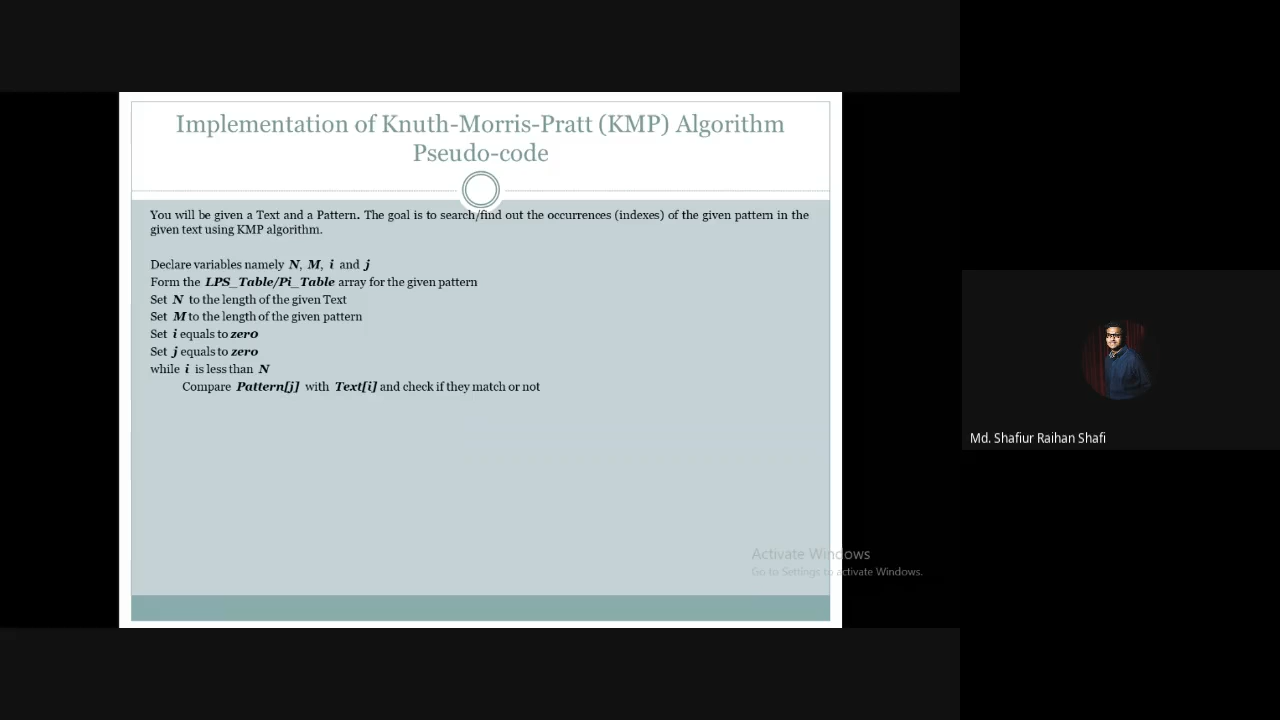 Implementation of Knuth-Morris-Pratt (KMP) Algorithm
Pseudo-code
You will be given a Text and a Pattern. The goal is to search/find out the occurrences (indexes) of the given pattern in the
given text using KMP algorithm.
Declare variables namely N, M, i and j
Form the LPS_Table/Pi_Table array for the given pattern
Set N to the length of the given Text
Set M to the length of the given pattern
Set i equals to zero
Set j equals to zero
while i is less than N
Compare Pattern[j] with Text[i] and check if they match or not
Activate Windows
Go to Settings to activate Windows.
Md. Shafiur Raihan Shafi